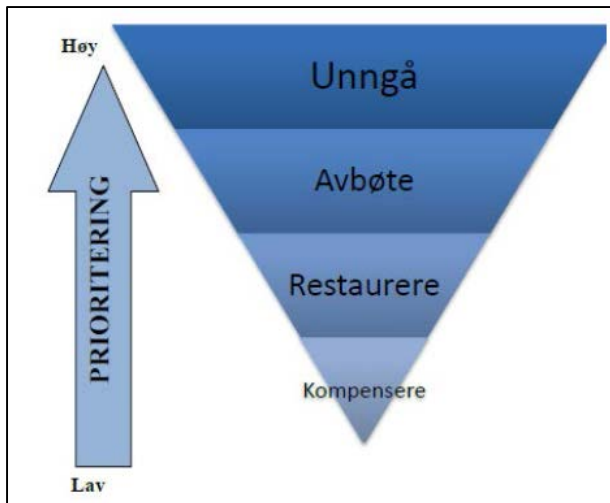 Høy
Unngå
Avbøte
PRIORITERING
Restaurere
Kompensere
Lav